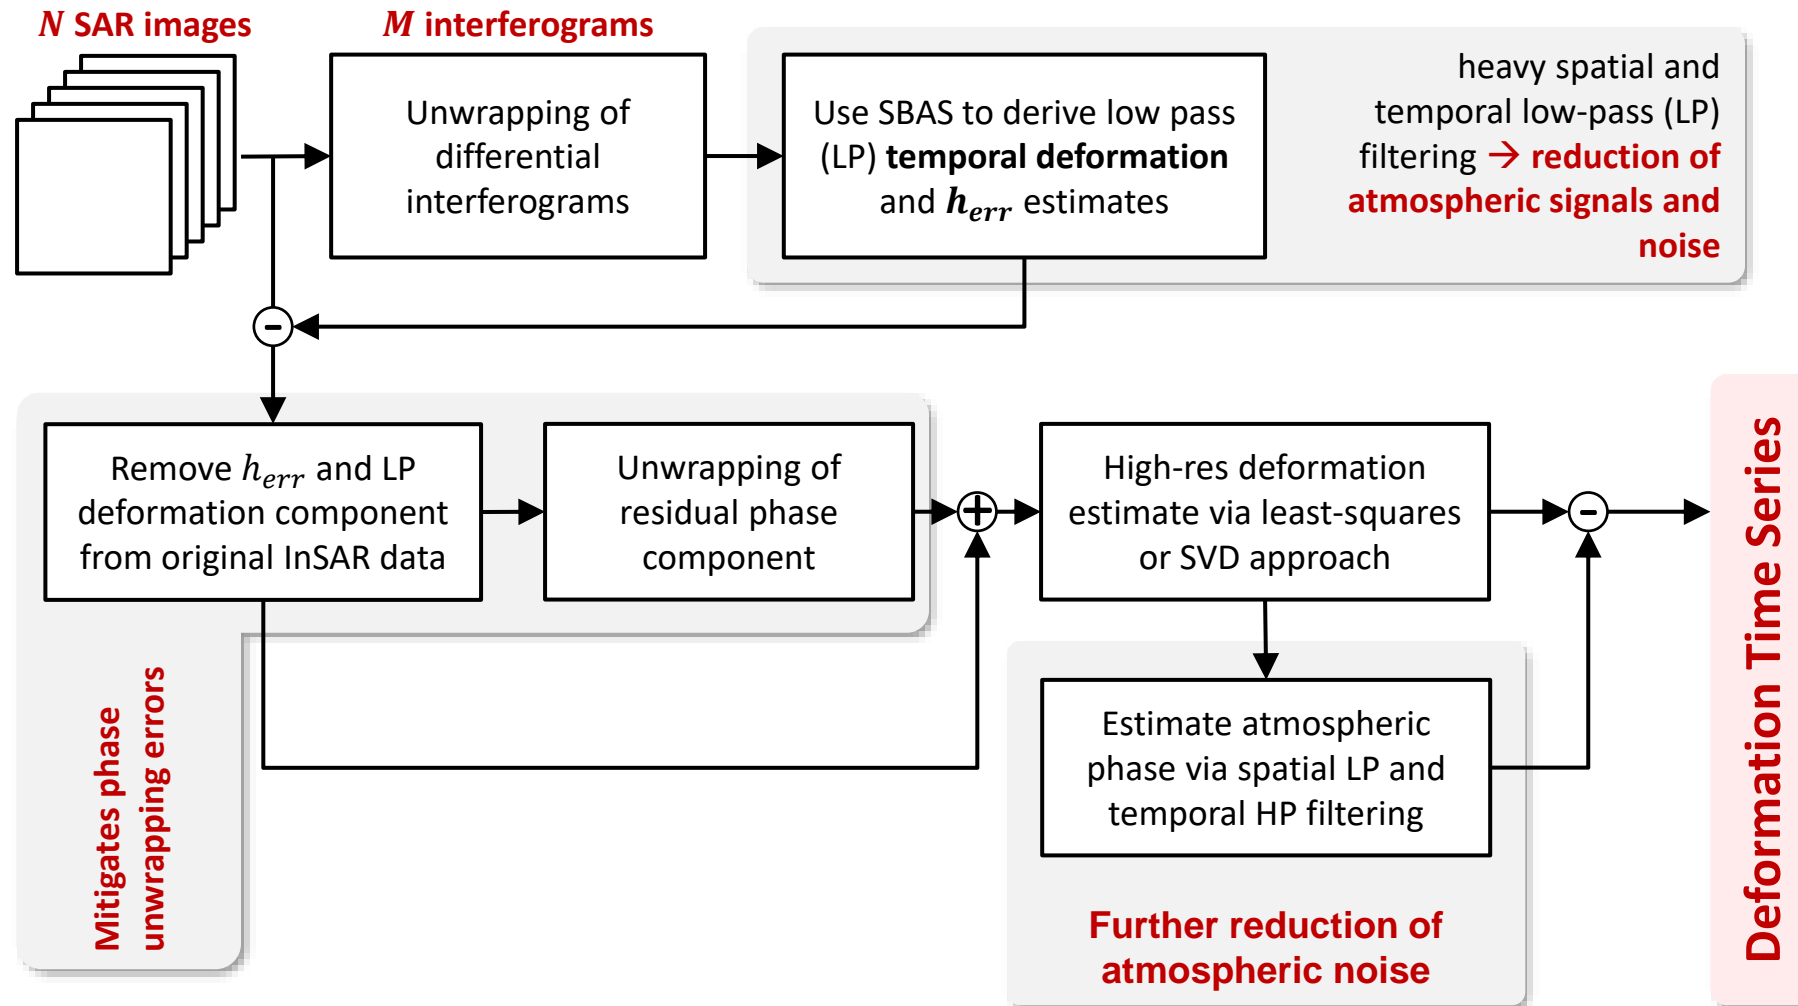 N SAR images
M interferograms
Unwrapping of
differential
interferograms
Use SBAS to derive low pass
(LP) temporal deformation
and h_err estimates
heavy spatial and
temporal low-pass (LP)
filtering → reduction of
atmospheric signals and
noise
-
Remove h_err and LP
deformation component
from original InSAR data
Unwrapping of
residual phase
component
+
High-res deformation
estimate via least-squares
or SVD approach
-
Deformation Time Series
Mitigates phase
unwrapping errors
Estimate atmospheric
phase via spatial LP and
temporal HP filtering
Further reduction of
atmospheric noise